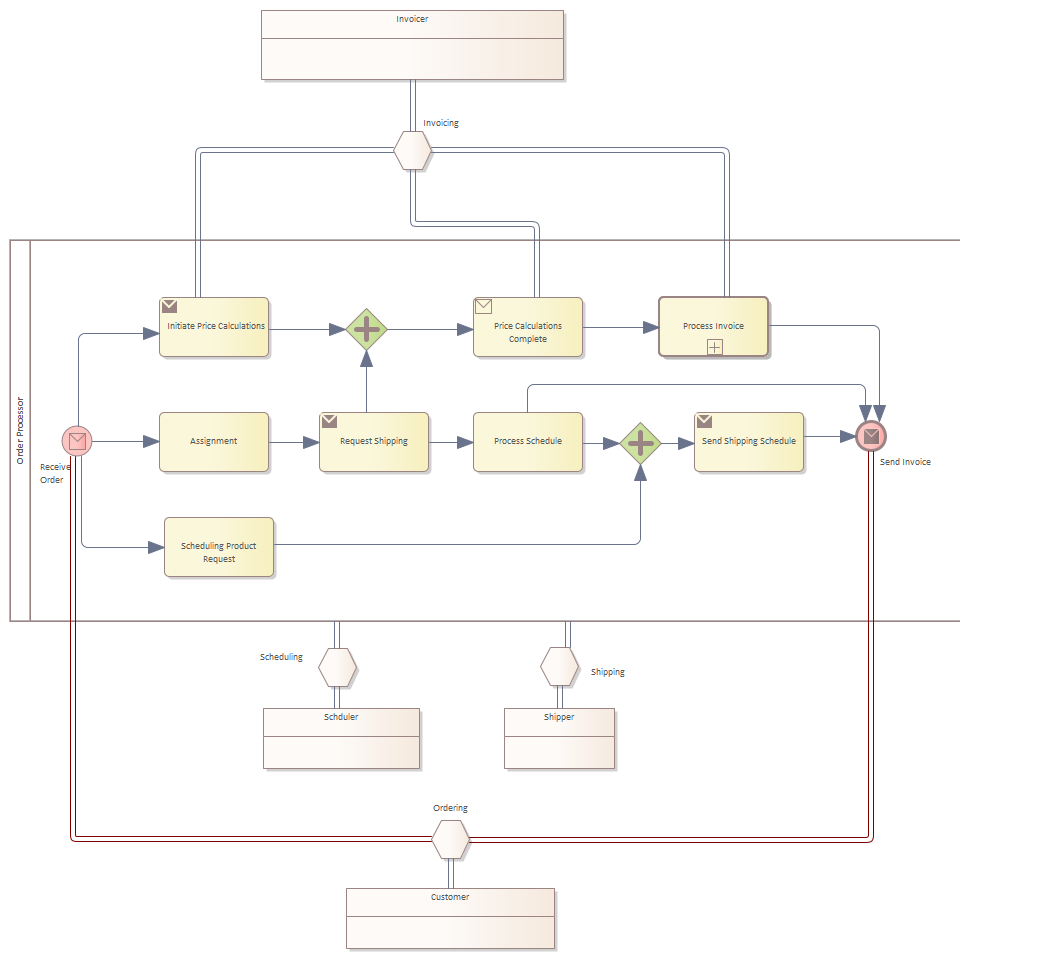 Invoicer
Invoicing
Order Processor
Initiate Price Calculations
Price Calculations
Complete
Process Invoice
Receive
Order
Assignment
Request Shipping
Process Schedule
Send Shipping Schedule
Send Invoice
Scheduling Product
Request
Scheduling
Shipping
Schduler
Shipper
Ordering
Customer